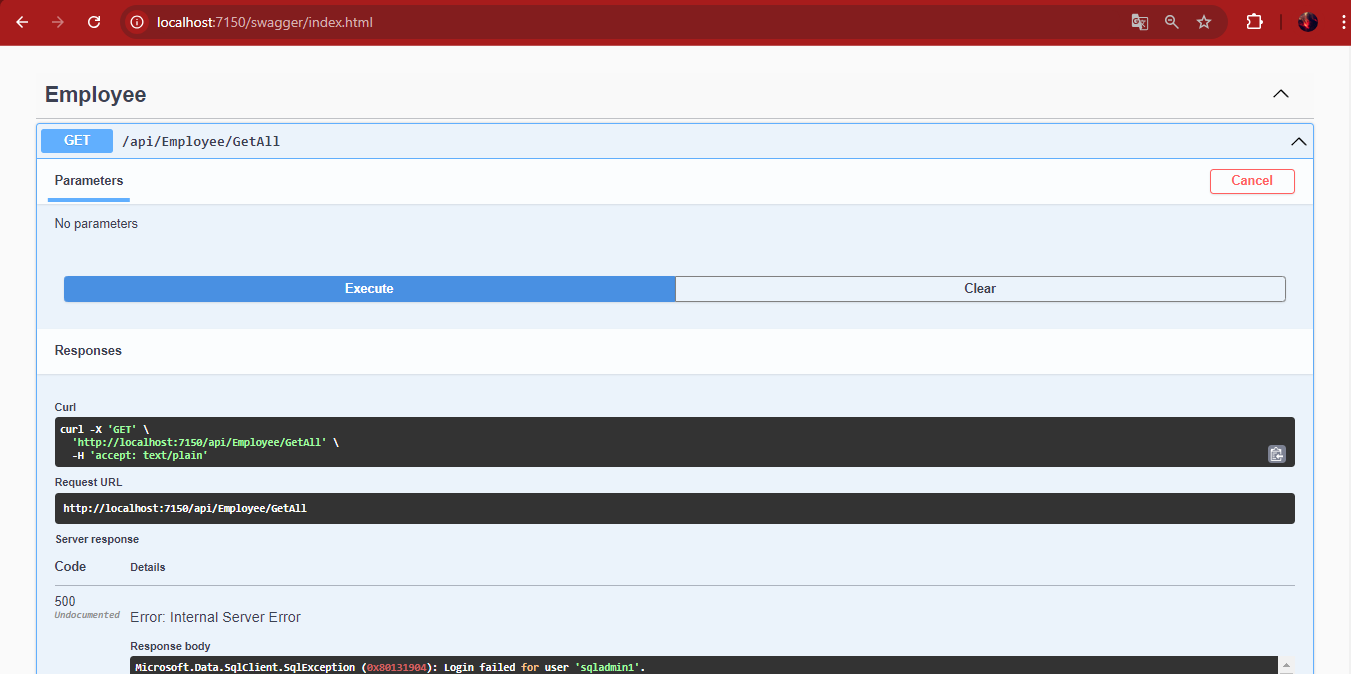 localhost:7150/swagger/index.html
Employee
GET /api/Employee/GetAll
Parameters Cancel
No parameters
Execute Clear
Responses
Curl
curl -X 'GET' \
'http://localhost:7150/api/Employee/GetAll' \
-H 'accept: text/plain'
Request URL
http://localhost:7150/api/Employee/GetAll
Server response
Code Details
500
Undocumented
Error: Internal Server Error
Response body
Microsoft.Data.SqlClient.SqlException (0x80131904): Login failed for user 'sqladmin1'.